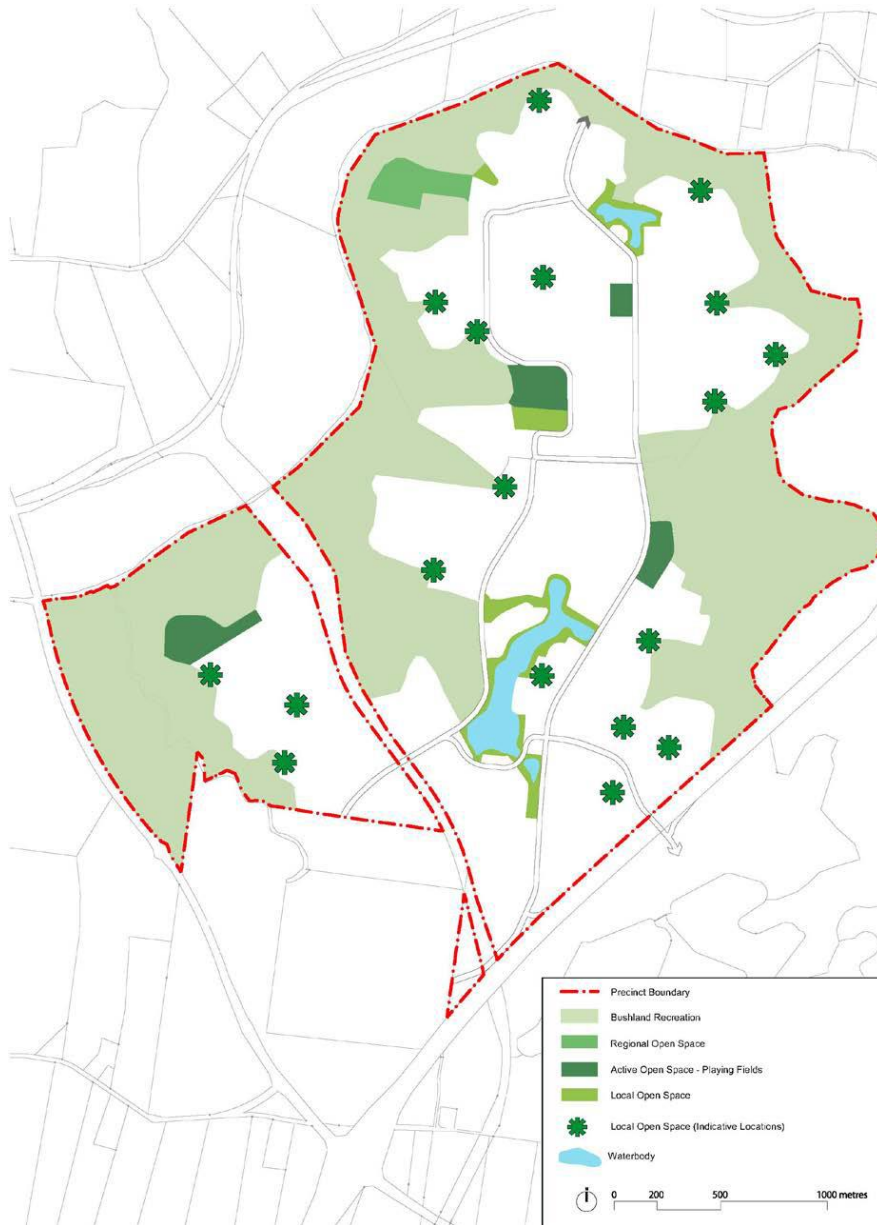 Precinct Boundary
Bushland Recreation
Regional Open Space
Active Open Space - Playing Fields
Local Open Space
Local Open Space (Indicative Locations)
Waterbody
0 200 500 1000 metres